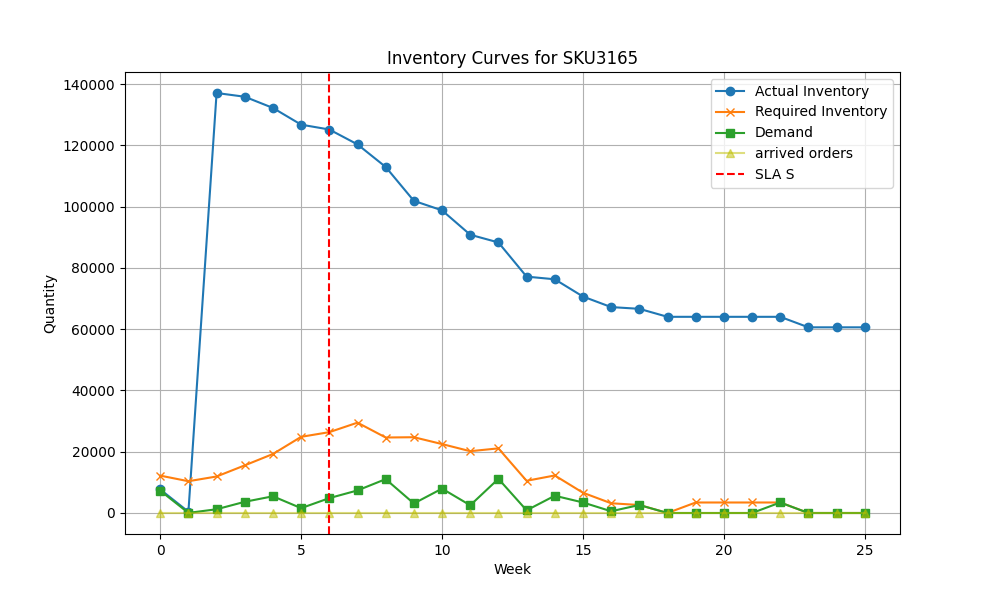 Inventory Curves for SKU3165
Actual Inventory
Required Inventory
Demand
arrived orders
SLA S
Quantity
140000
120000
100000
80000
60000
40000
20000
0
0 5 10 15 20 25
Week